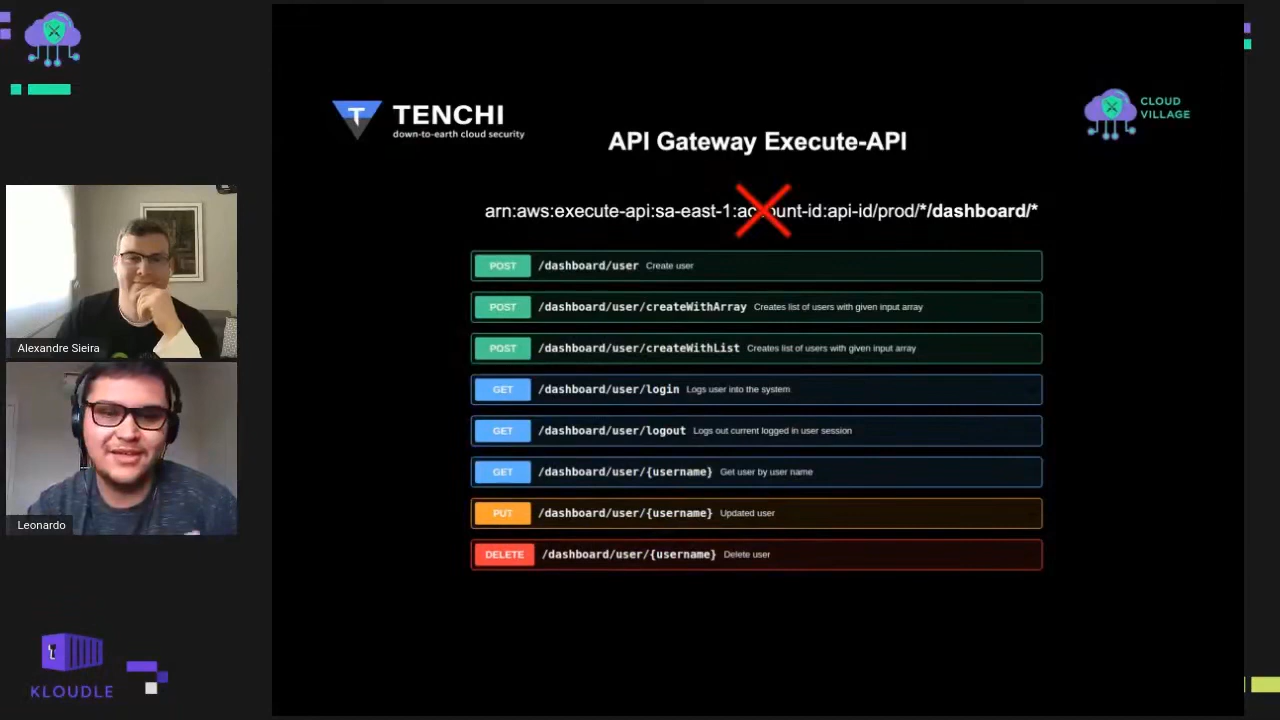 TENCHI
down-to-earth cloud security
CLOUD
VILLAGE
API Gateway Execute-API
arn:aws:execute-api:sa-east-1:account-id:api-id/prod/*/dashboard/*
POST /dashboard/user Create user
POST /dashboard/user/createWithArray Creates list of users with given input array
POST /dashboard/user/createWithList Creates list of users with given input array
GET /dashboard/user/login Logs user into the system
GET /dashboard/user/logout Logs out current logged in user session
GET /dashboard/user/{username} Get user by user name
PUT /dashboard/user/{username} Updated user
DELETE /dashboard/user/{username} Delete user
Alexandre Sieira
Leonardo
KLOUDLE